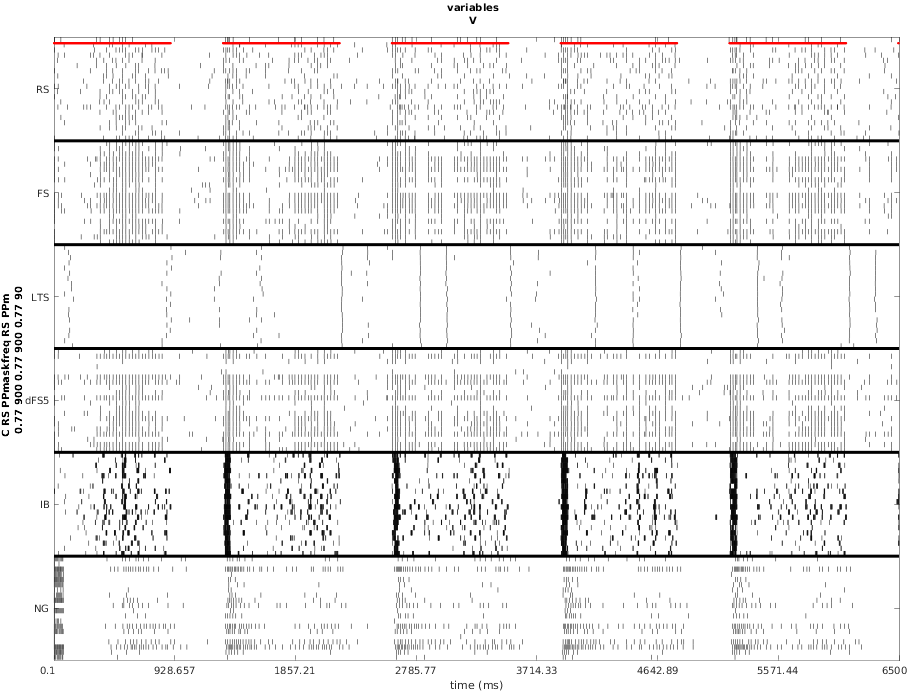 variables
V
RS
FS
LTS
dFS5
IB
NG
C RS PPmaskfreq RS PPm
0.77 900 0.77 900 0.77 90
0.1 928.657 1857.21 2785.77 3714.33 4642.89 5571.44 6500
time (ms)